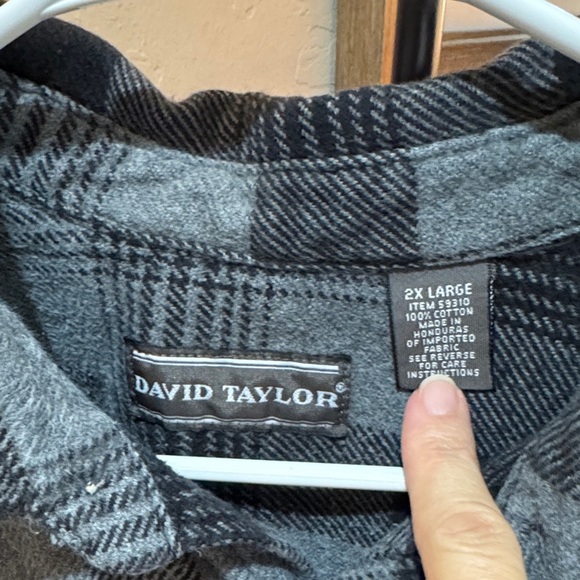 2X LARGE
ITEM 59310
100% COTTON
MADE IN
HONDURAS
OF IMPORTED
FABRIC
SEE REVERSE
FOR CARE
INSTRUCTIONS
DAVID TAYLOR®